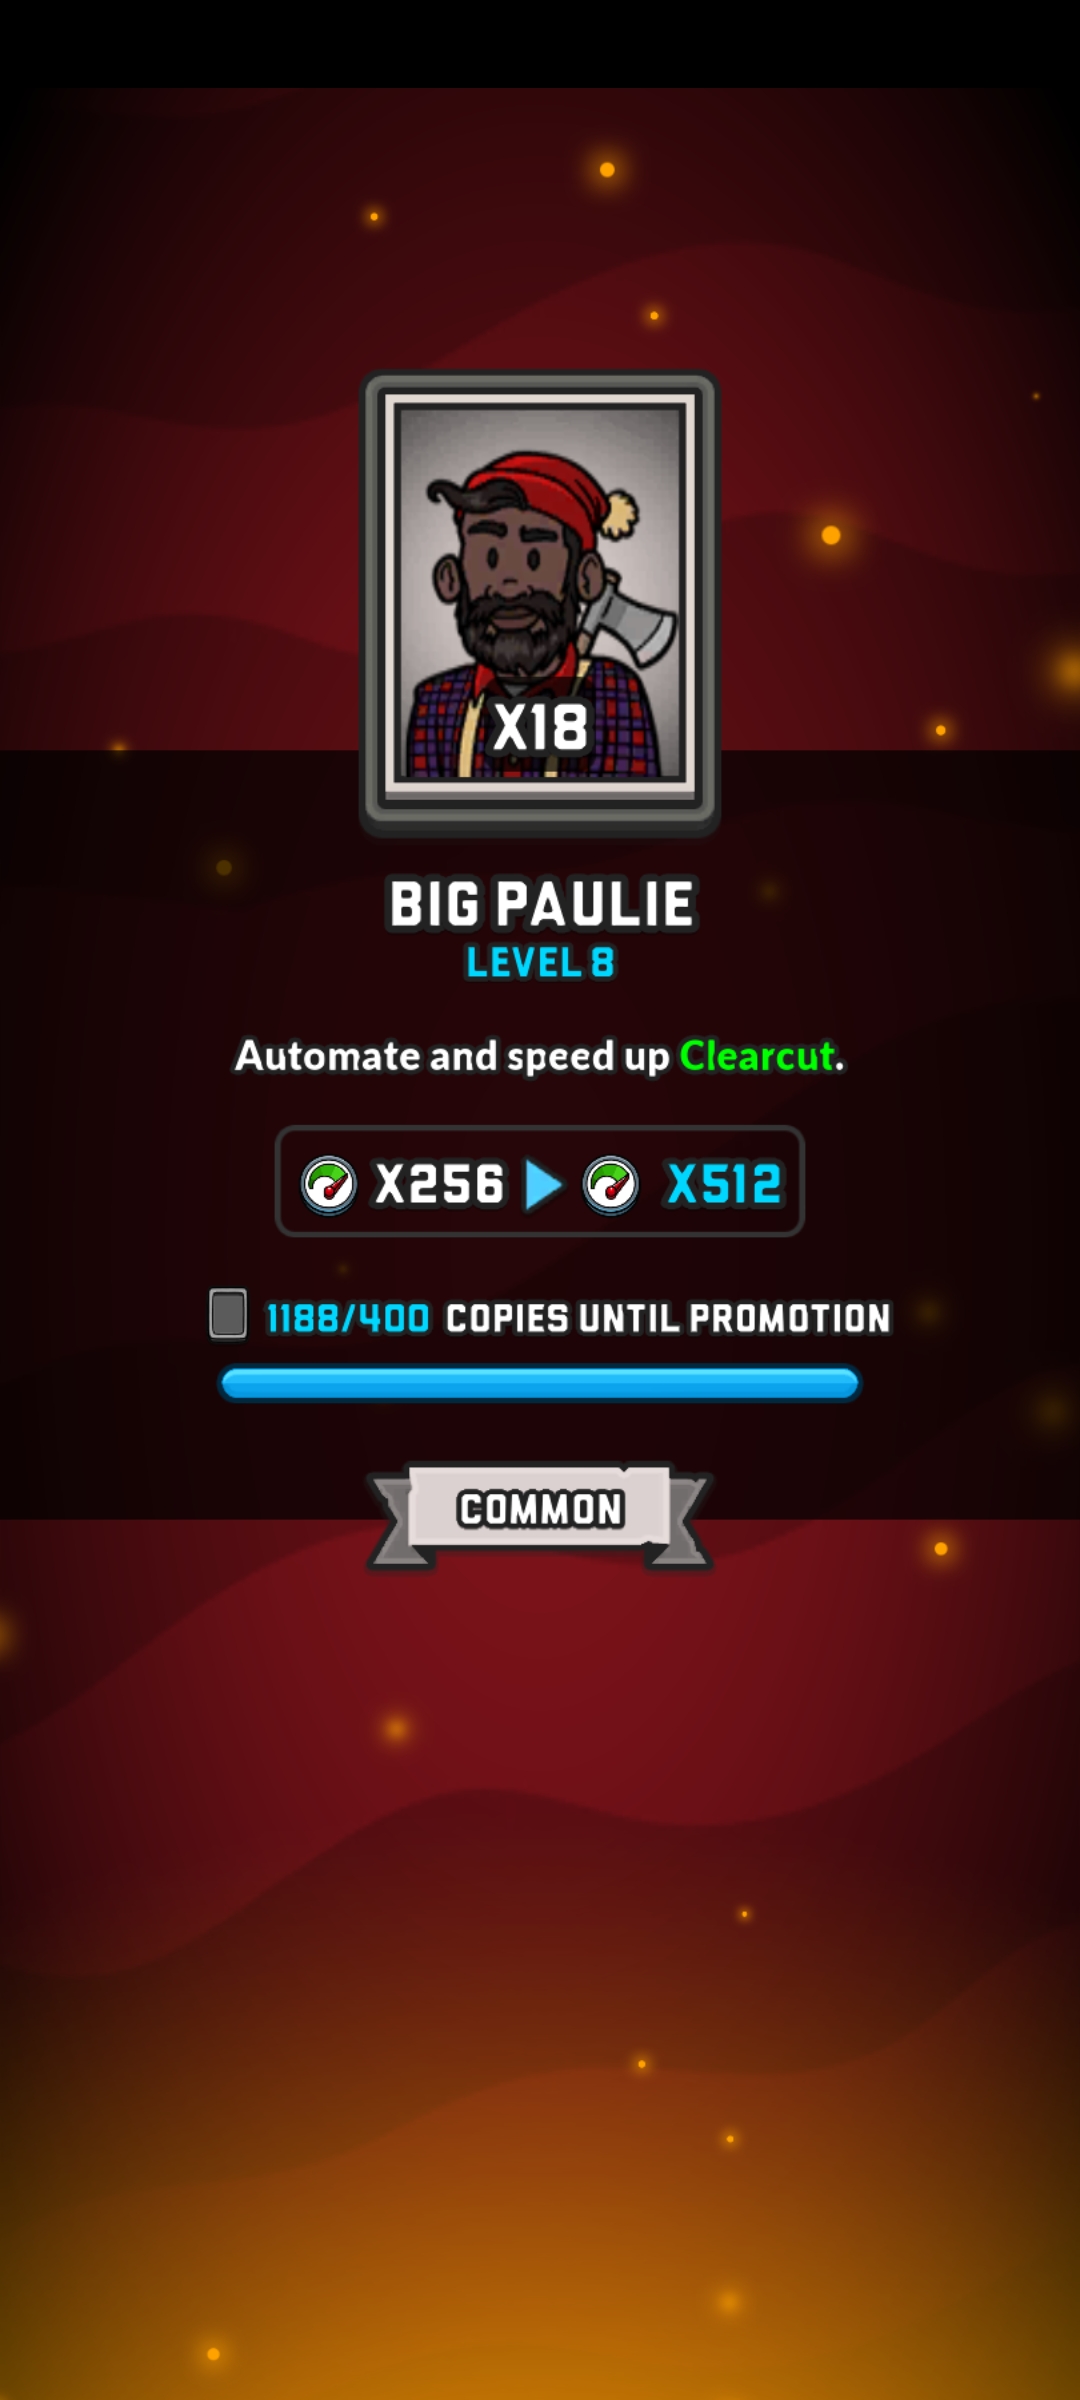 X18
BIG PAULIE
LEVEL 8
Automate and speed up Clearcut.
X256 X512
1188/400 COPIES UNTIL PROMOTION
COMMON